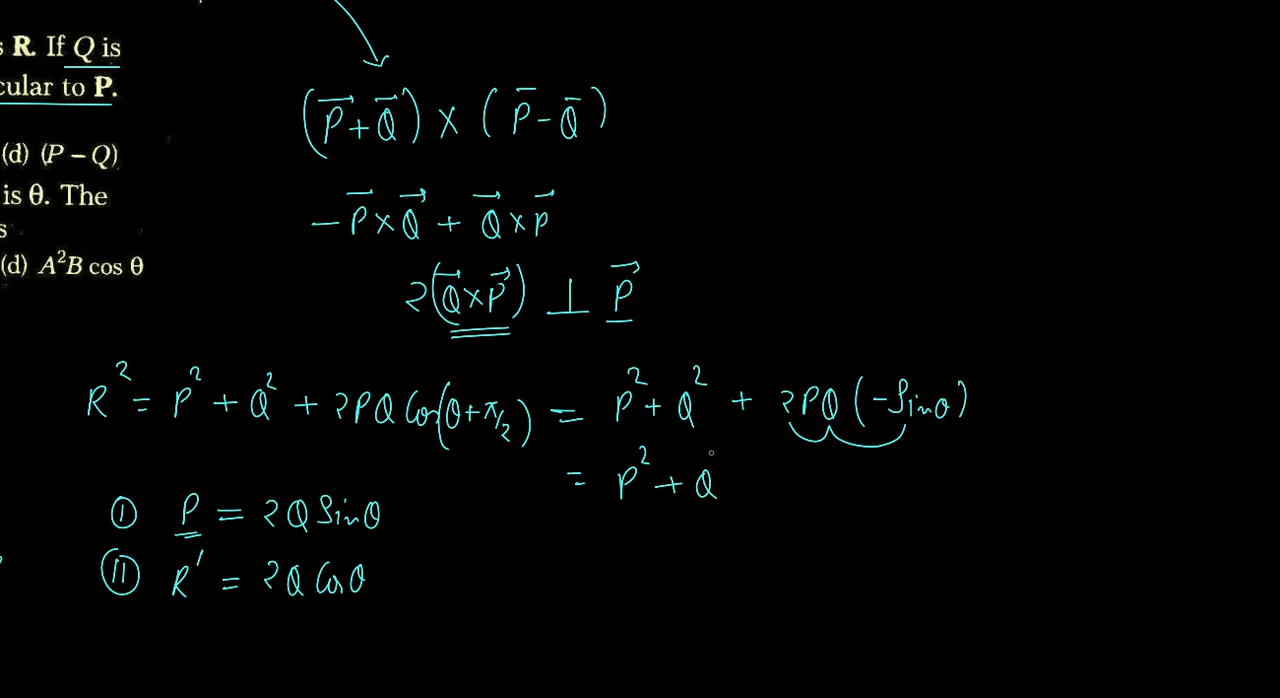 s R. If Q is
cular to P.
(d) (P – Q)
is θ. The
s
(d) A²B cos θ
(P⃗+Q⃗) × (P̄-Q̄)
-P⃗×Q⃗ + Q⃗×P⃗
2(Q⃗×P⃗) ⊥ P⃗
R² = P² + Q² + 2PQ Cos(θ+π/2) = P² + Q² + 2PQ(-Sinθ)
= P² + Q
① P = 2Q Sinθ
Ⓘⓘ R' = 2Q Cosθ